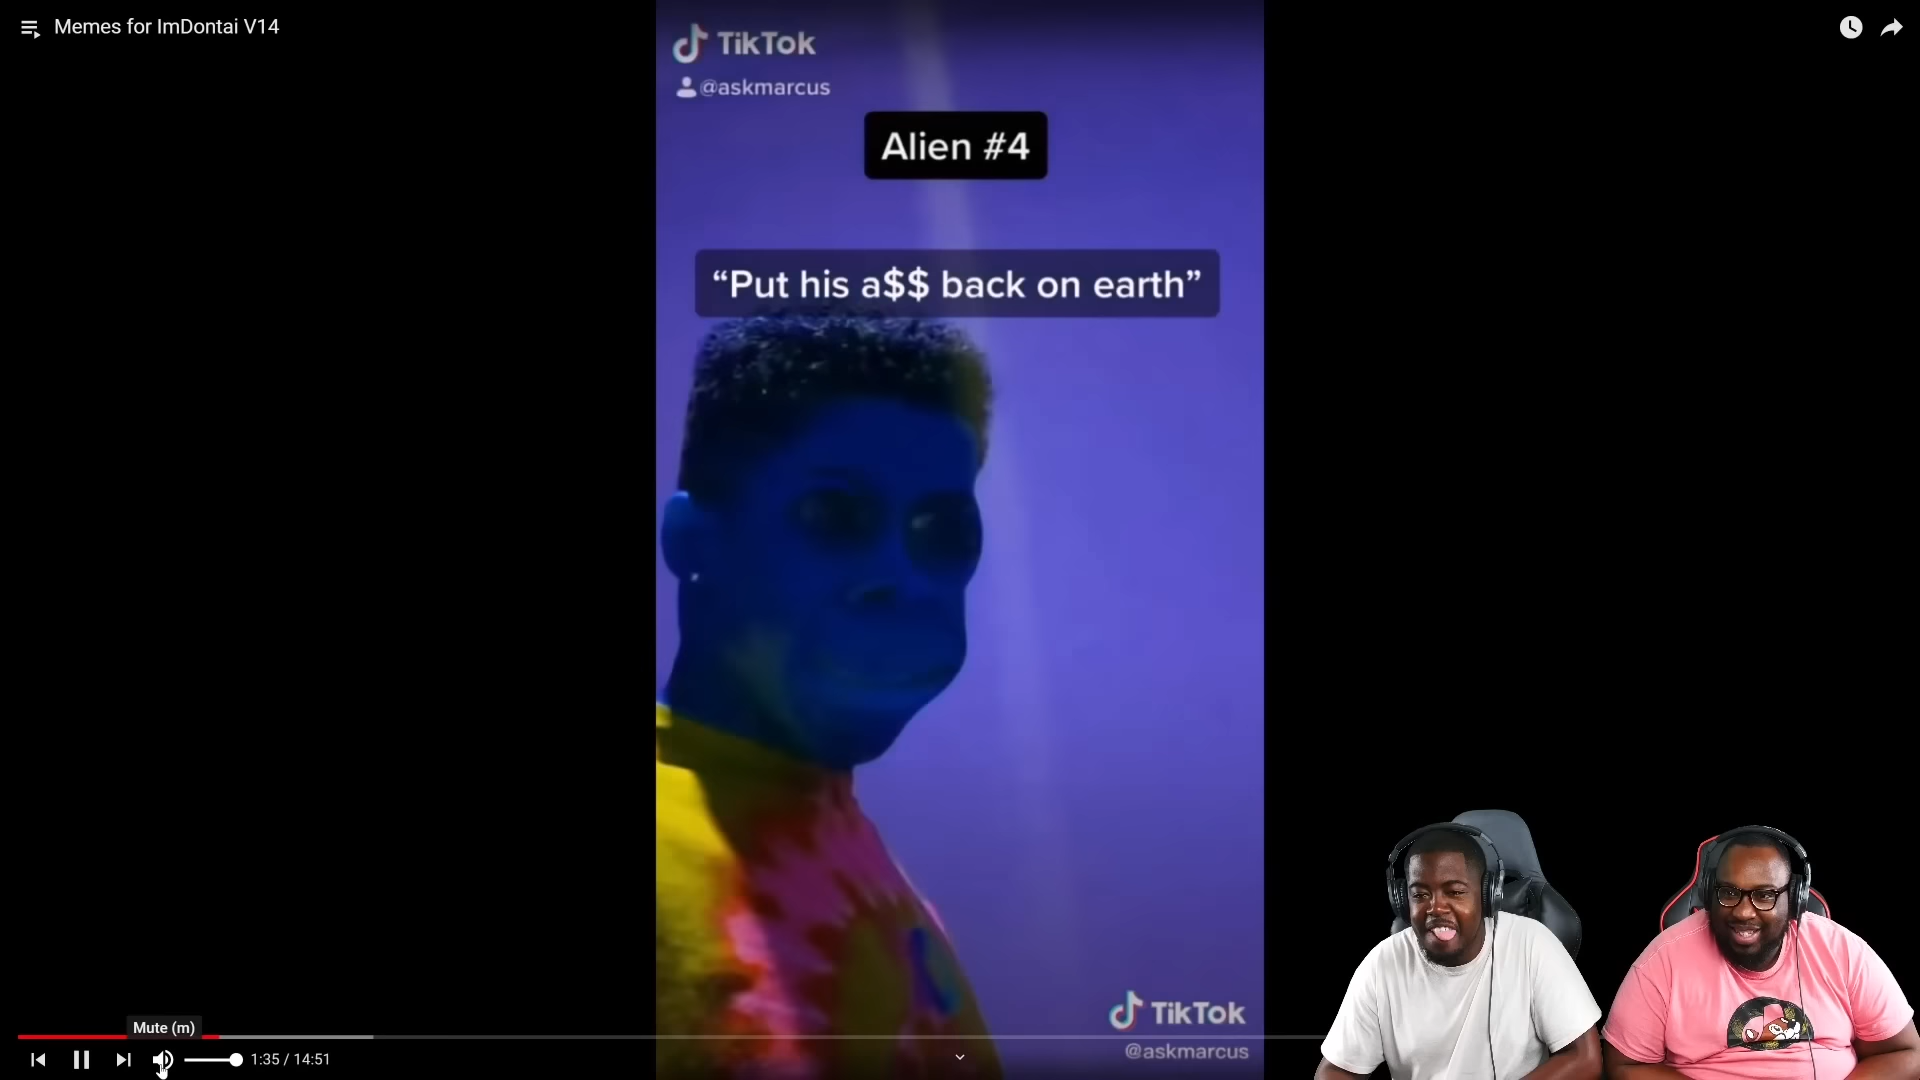 Memes for ImDontai V14
TikTok
@askmarcus
Alien #4
“Put his a$$ back on earth”
TikTok
@askmarcus
Mute (m)
1:35 / 14:51